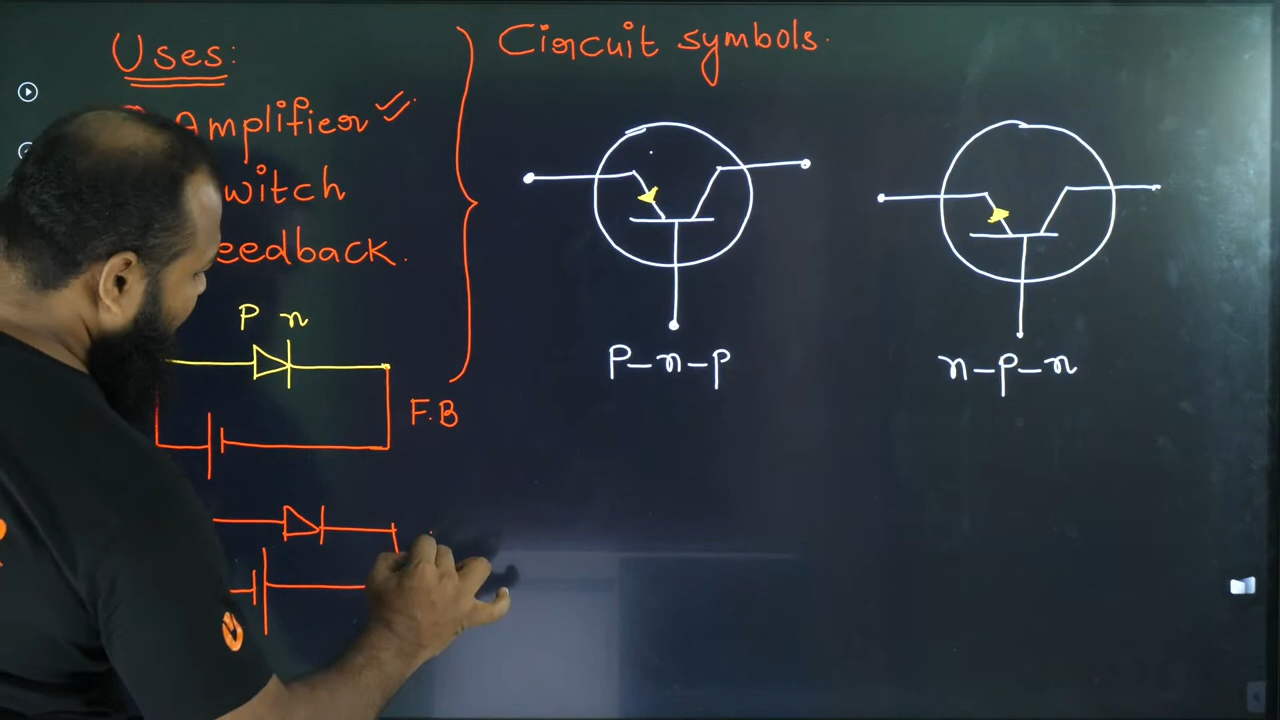 Uses:
Amplifier
witch
eedback.
P n
F.B
Circuit symbols.
P-n-p
n-p-n